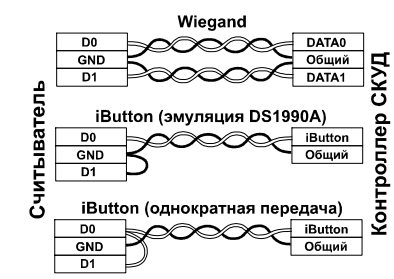 Wiegand
D0
GND
D1
DATA0
Общий
DATA1
iButton (эмуляция DS1990A)
D0
GND
D1
iButton
Общий
iButton (однократная передача)
D0
GND
D1
iButton
Общий
Считыватель
Контроллер СКУД